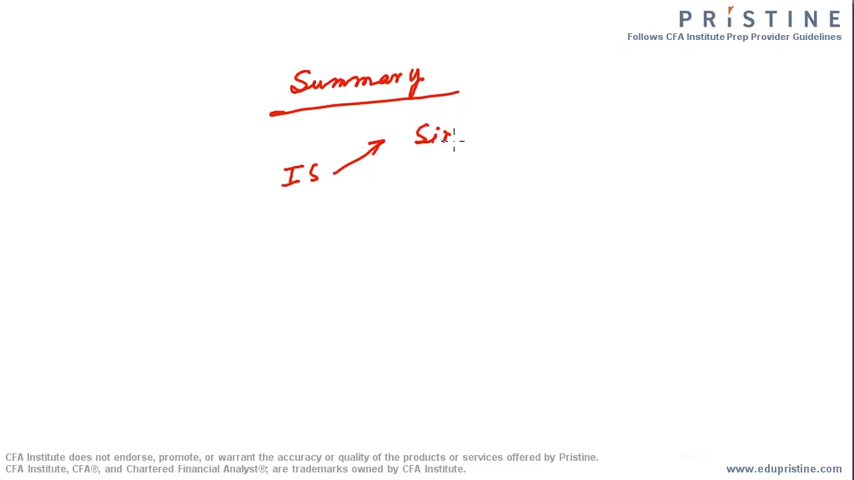 PRISTINE
Follows CFA Institute Prep Provider Guidelines
Summary
IS
CFA Institute does not endorse, promote, or warrant the accuracy or quality of the products or services offered by Pristine.
CFA Institute, CFA®, and Chartered Financial Analyst®; are trademarks owned by CFA Institute.
www.edupristine.com